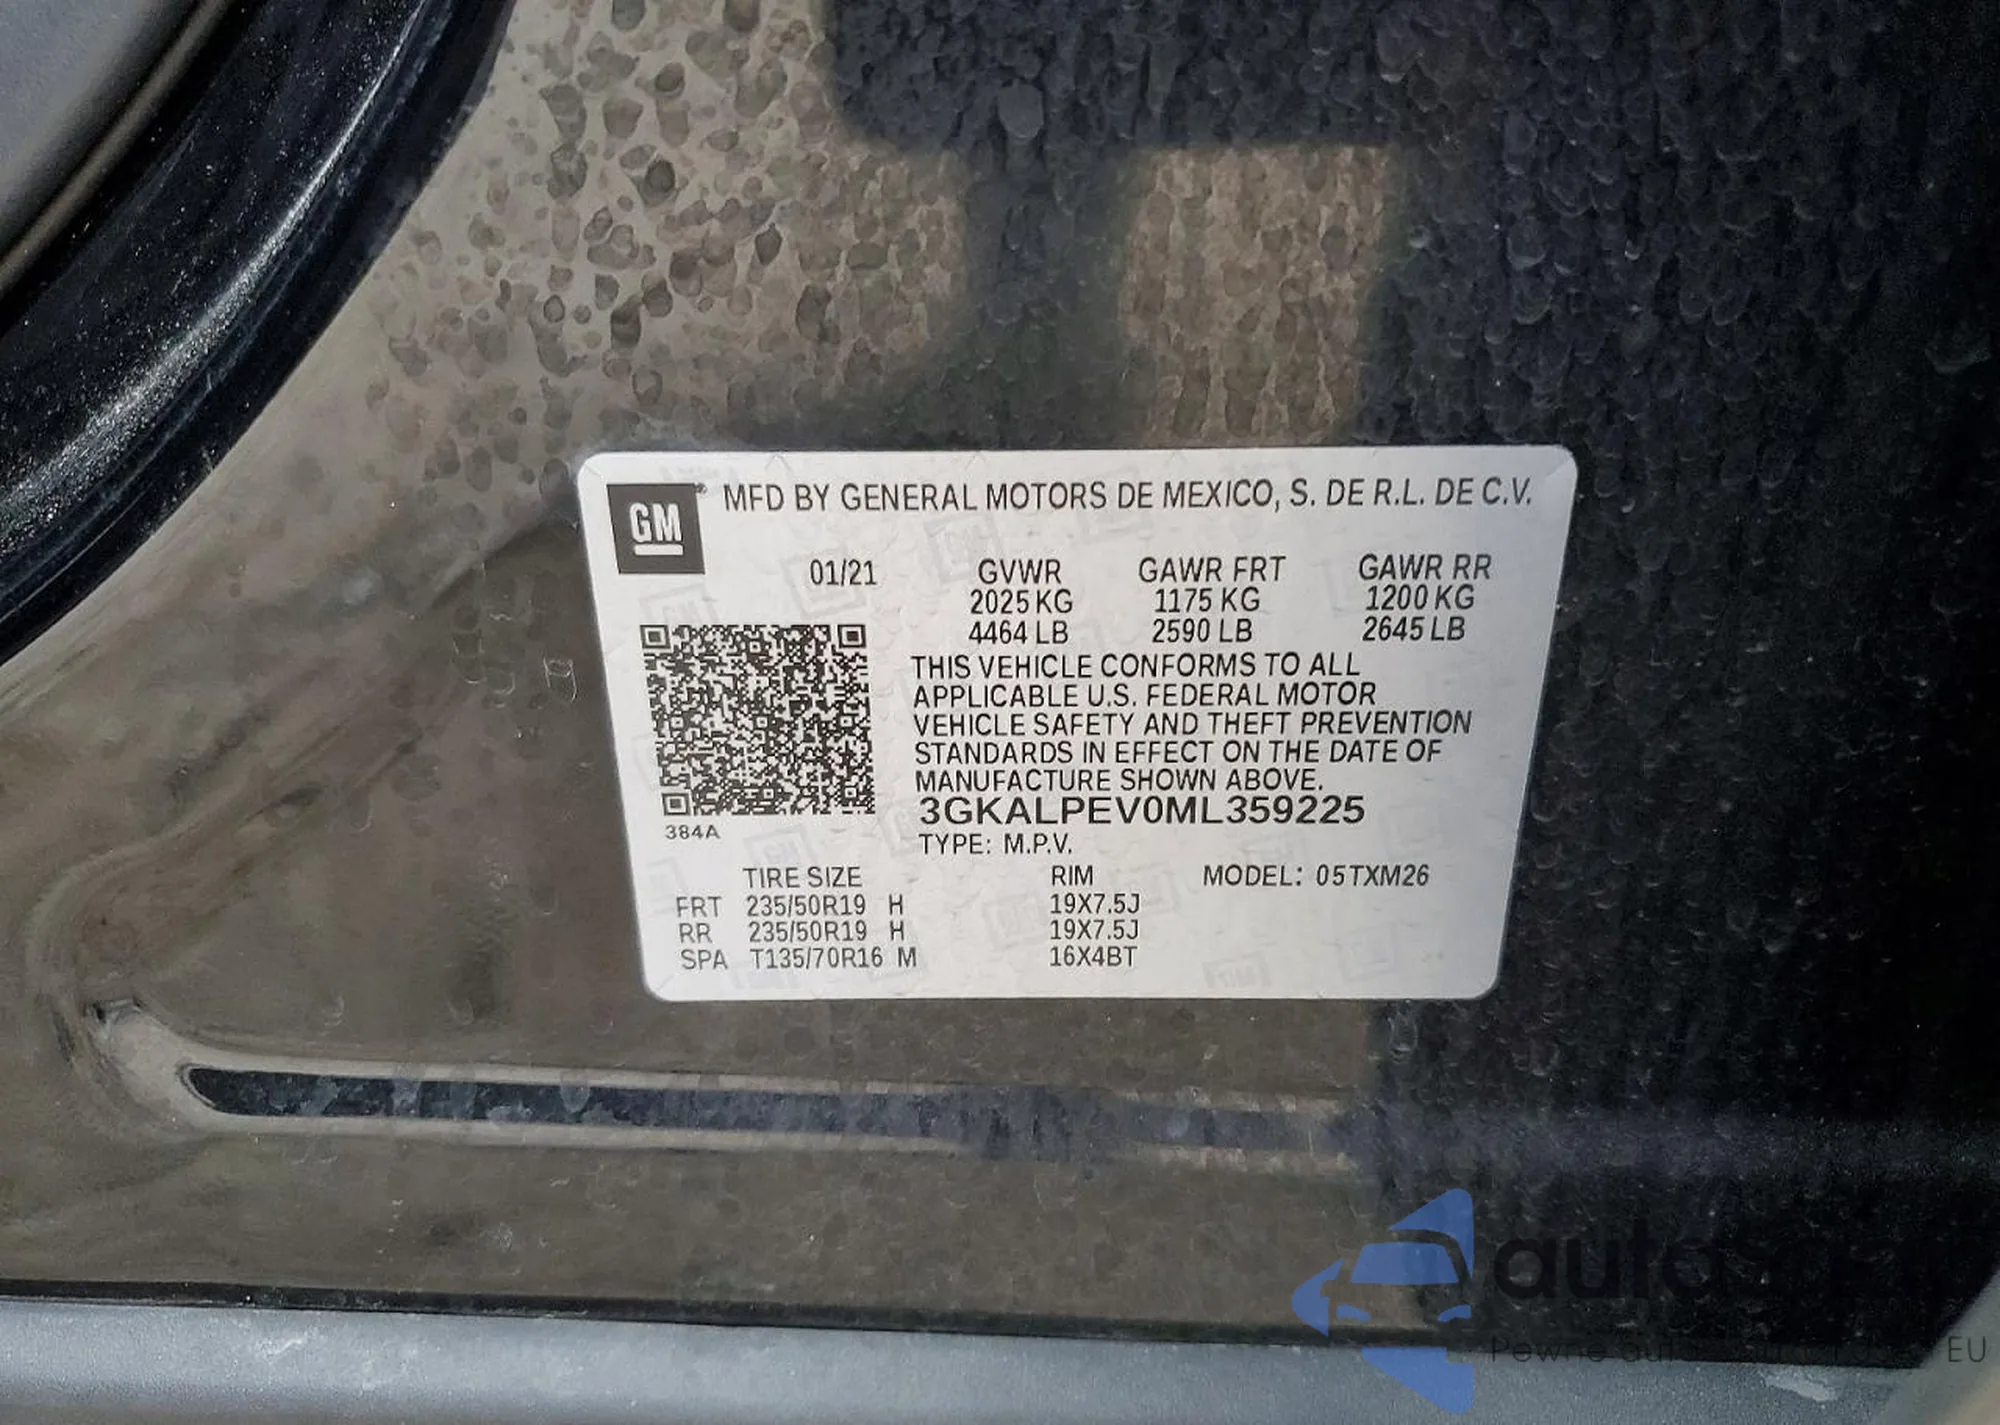 GM® MFD BY GENERAL MOTORS DE MEXICO, S. DE R.L. DE C.V.
01/21 GVWR GAWR FRT GAWR RR
2025 KG 1175 KG 1200 KG
4464 LB 2590 LB 2645 LB
THIS VEHICLE CONFORMS TO ALL
APPLICABLE U.S. FEDERAL MOTOR
VEHICLE SAFETY AND THEFT PREVENTION
STANDARDS IN EFFECT ON THE DATE OF
MANUFACTURE SHOWN ABOVE.
3GKALPEV0ML359225
384A
TYPE: M.P.V.
TIRE SIZE RIM MODEL: 05TXM26
FRT 235/50R19 H 19X7.5J
RR 235/50R19 H 19X7.5J
SPA T135/70R16 M 16X4BT
Pewne EU